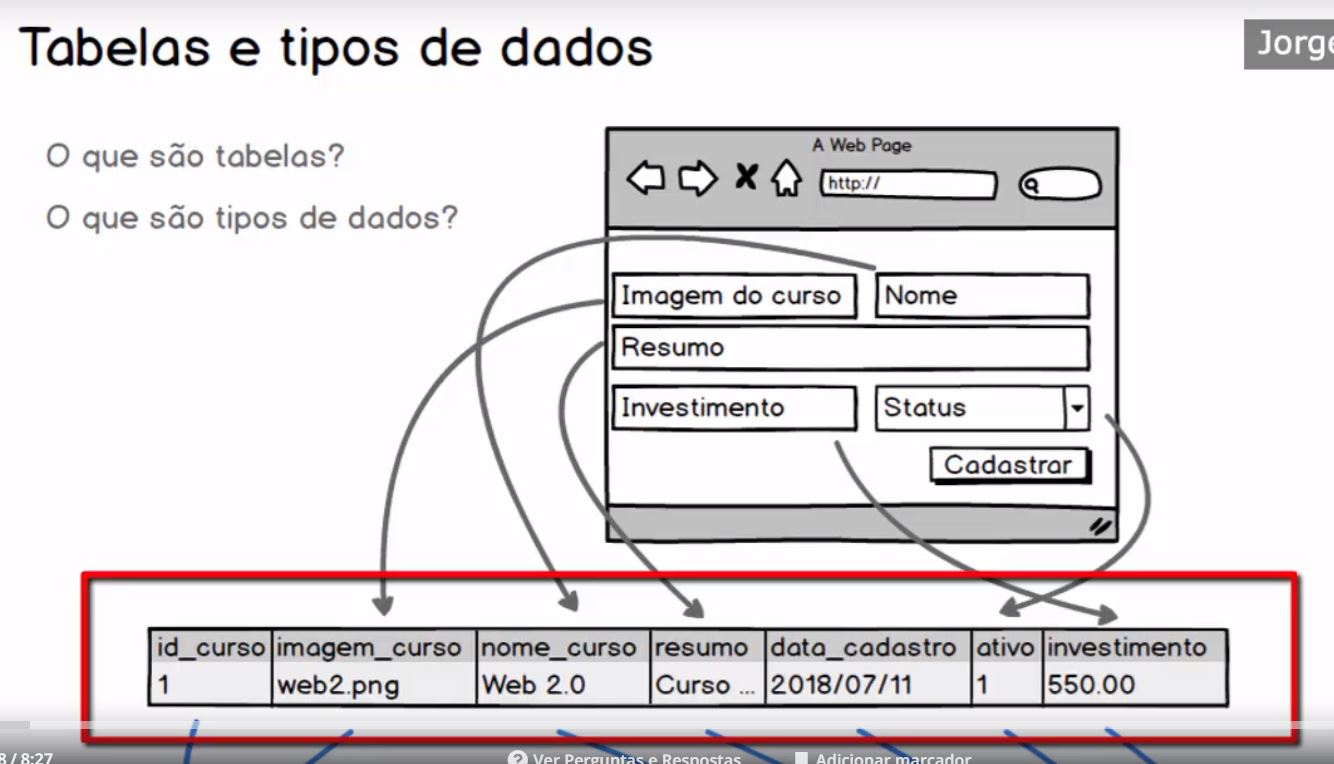 Tabelas e tipos de dados
Jorge
O que são tabelas?
O que são tipos de dados?
A Web Page
http://
Imagem do curso
Nome
Resumo
Investimento
Status
Cadastrar
id_curso imagem_curso nome_curso resumo data_cadastro ativo investimento
1 web2.png Web 2.0 Curso ... 2018/07/11 1 550.00
8:27
Ver Perguntas e Respostas
Adicionar marcador